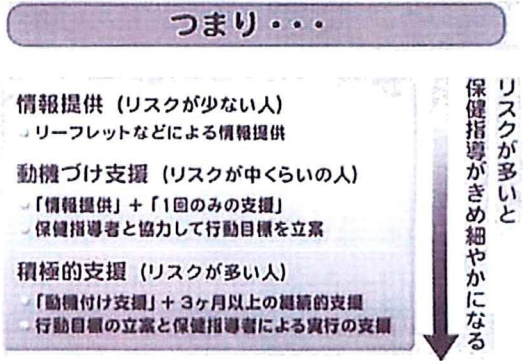 つまり・・・
情報提供（リスクが少ない人）
リーフレットなどによる情報提供
動機づけ支援（リスクが中くらいの人）
「情報提供」＋「1回のみの支援」
保健指導者と協力して行動目標を立案
積極的支援（リスクが多い人）
「動機付け支援」＋３ヶ月以上の継続的支援
行動目標の立案と保健指導者による実行の支援
リスクが多いと
保健指導がきめ細やかになる